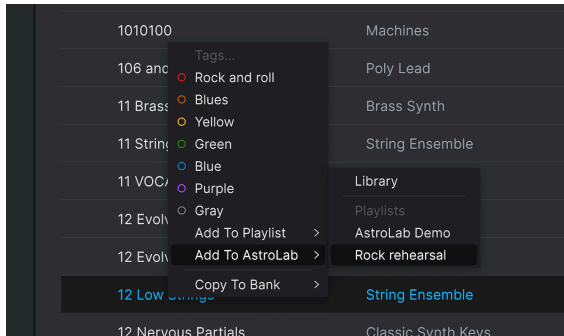 1010100
Machines
Tags...
106 and
Poly Lead
Rock and roll
Blues
11 Brass
Brass Synth
Yellow
11 String
String Ensemble
Green
Blue
11 VOCA
Library
Purple
Playlists
Gray
12 Evolv
Add To Playlist >
AstroLab Demo
12 Evolv
Add To AstroLab >
Rock rehearsal
Copy To Bank >
12 Low Strings
String Ensemble
12 Nervous Partials
Classic Synth Keys